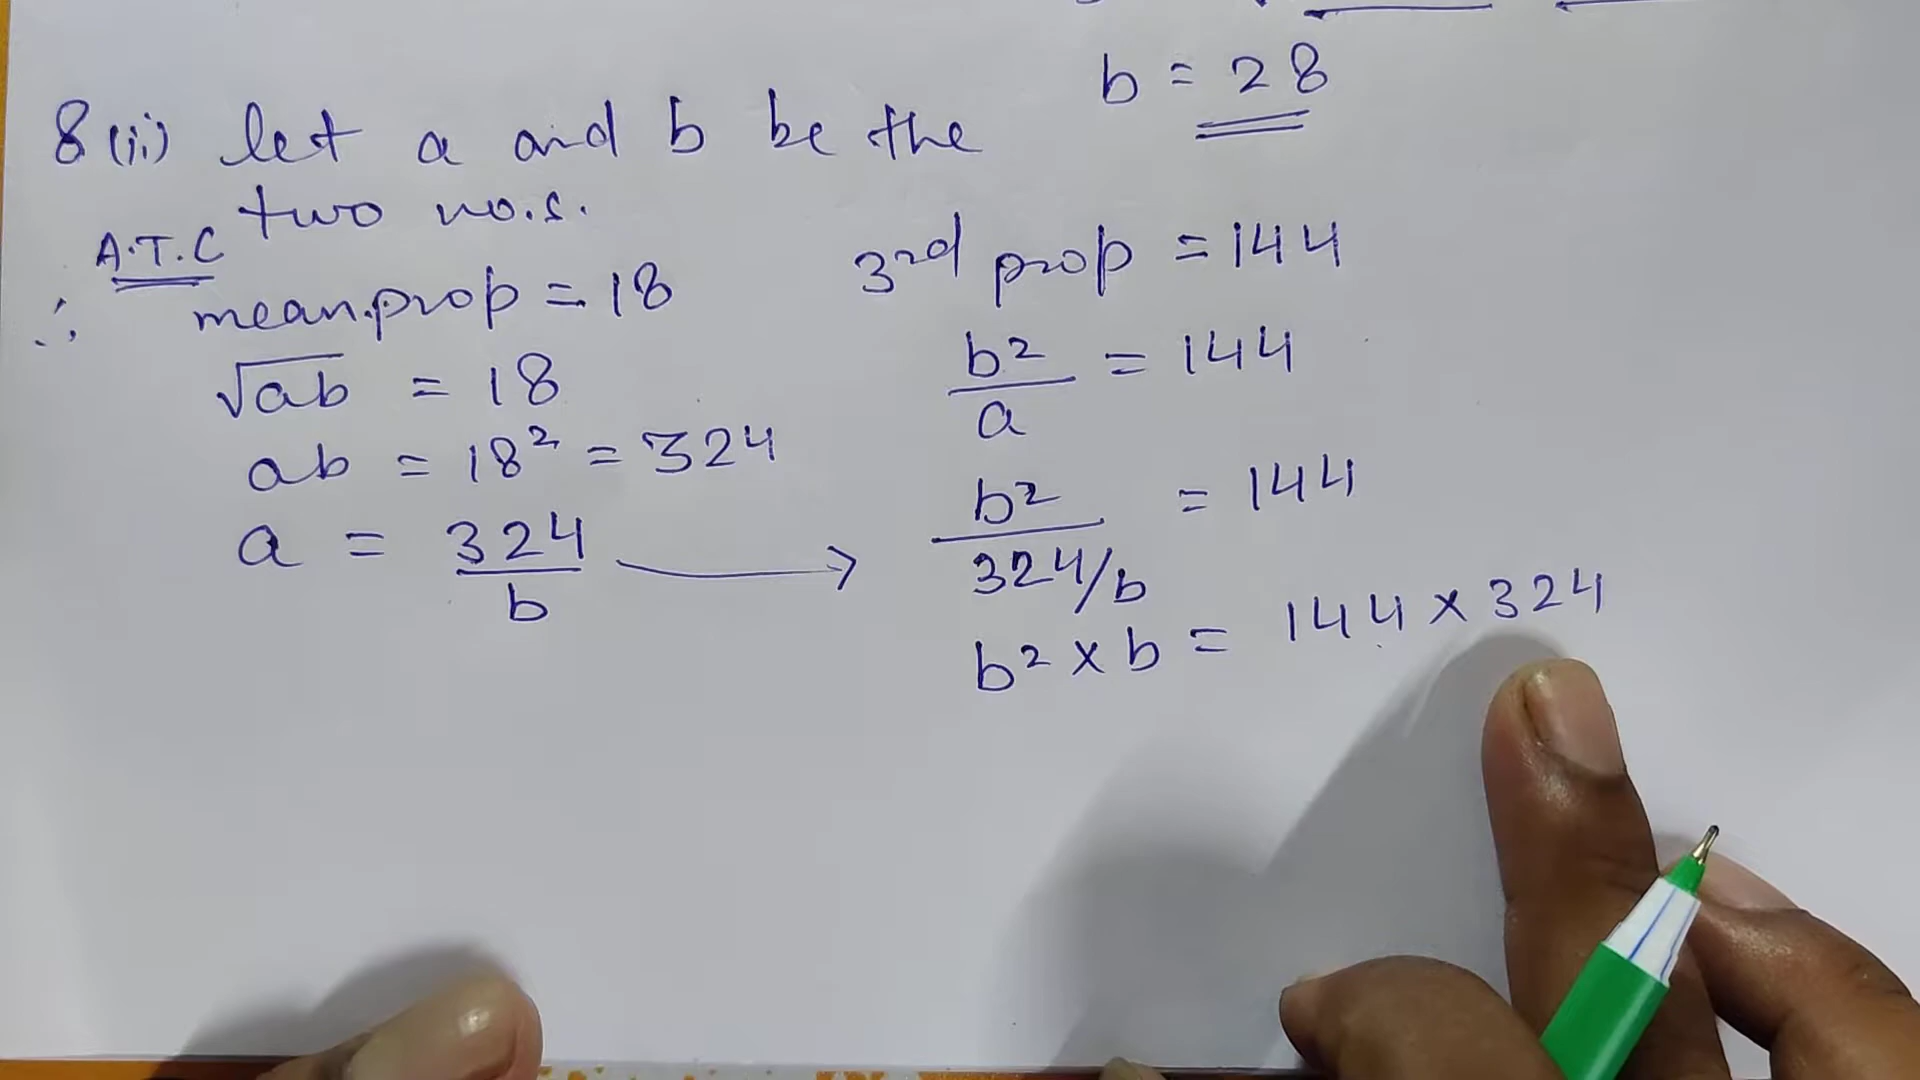 b = 28
8(ii) let a and b be the
two no.s.
A.T.C
∴ mean.prop = 18
√ab = 18
ab = 18² = 324
a = 324/b →
3rd prop = 144
b²/a = 144
b²/324/b = 144
b² × b = 144 × 324